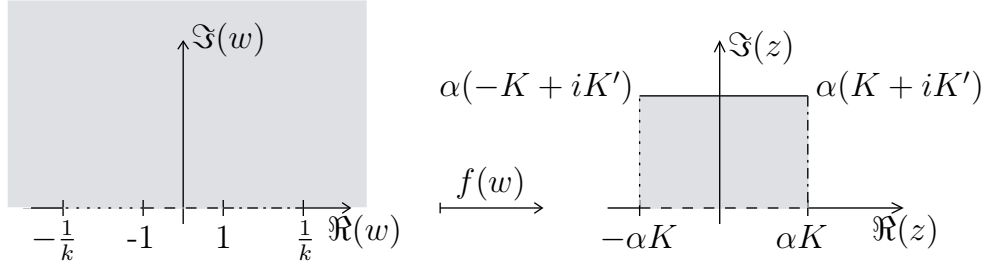 ℑ(w)
ℑ(z)
α(−K + iK′)
α(K + iK′)
f(w)
−1/k
-1
1
1/k
ℜ(w)
−αK
αK
ℜ(z)